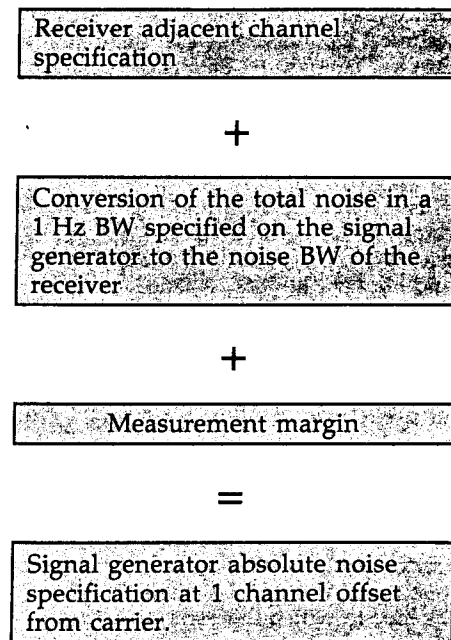 Receiver adjacent channel
specification
+
Conversion of the total noise in a
1 Hz BW specified on the signal
generator to the noise BW of the
receiver
+
Measurement margin
=
Signal generator absolute noise
specification at 1 channel offset
from carrier.